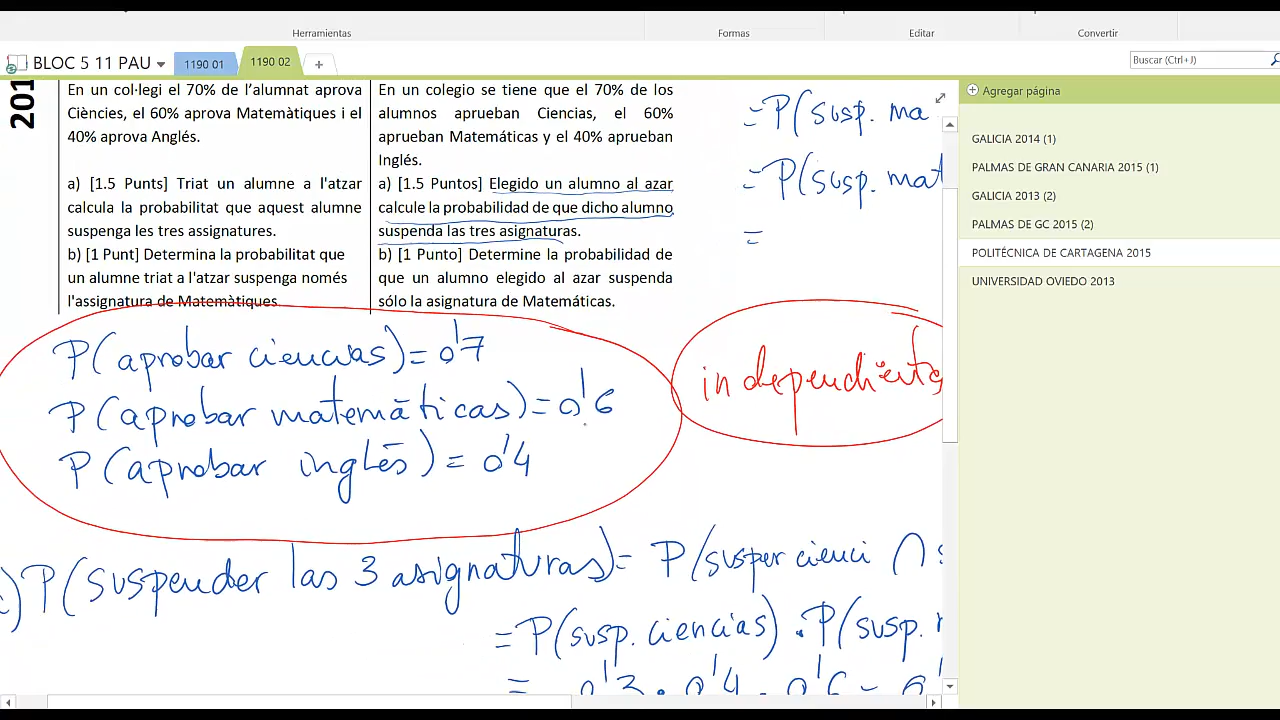 Herramientas
Formas
Editar
Convertir
BLOC 5 11 PAU
1190 01
1190 02
Buscar (Ctrl+J)
201
En un col·legi el 70% de l'alumnat aprova
Ciències, el 60% aprova Matemàtiques i el
40% aprova Anglés.
a) [1.5 Punts] Triat un alumne a l'atzar
calcula la probabilitat que aquest alumne
suspenga les tres assignatures.
b) [1 Punt] Determina la probabilitat que
un alumne triat a l'atzar suspenga només
l'assignatura de Matemàtiques.
En un colegio se tiene que el 70% de los
alumnos aprueban Ciencias, el 60%
aprueban Matemáticas y el 40% aprueban
Inglés.
a) [1.5 Puntos] Elegido un alumno al azar
calcule la probabilidad de que dicho alumno
suspenda las tres asignaturas.
b) [1 Punto] Determine la probabilidad de
que un alumno elegido al azar suspenda
sólo la asignatura de Matemáticas.
=P(susp. ma
=P(susp. mat
=
Agregar página
GALICIA 2014 (1)
PALMAS DE GRAN CANARIA 2015 (1)
GALICIA 2013 (2)
PALMAS DE GC 2015 (2)
POLITÉCNICA DE CARTAGENA 2015
UNIVERSIDAD OVIEDO 2013
P(aprobar ciencias)=0'7
P(aprobar matemáticas)=0'6
P(aprobar inglés)=0'4
independiente
)P(suspender las 3 asignaturas)= P(susper cienci ∩ s
=P(susp. ciencias).P(susp.
= 0'3 · 0'4 · 0'6 = 0'